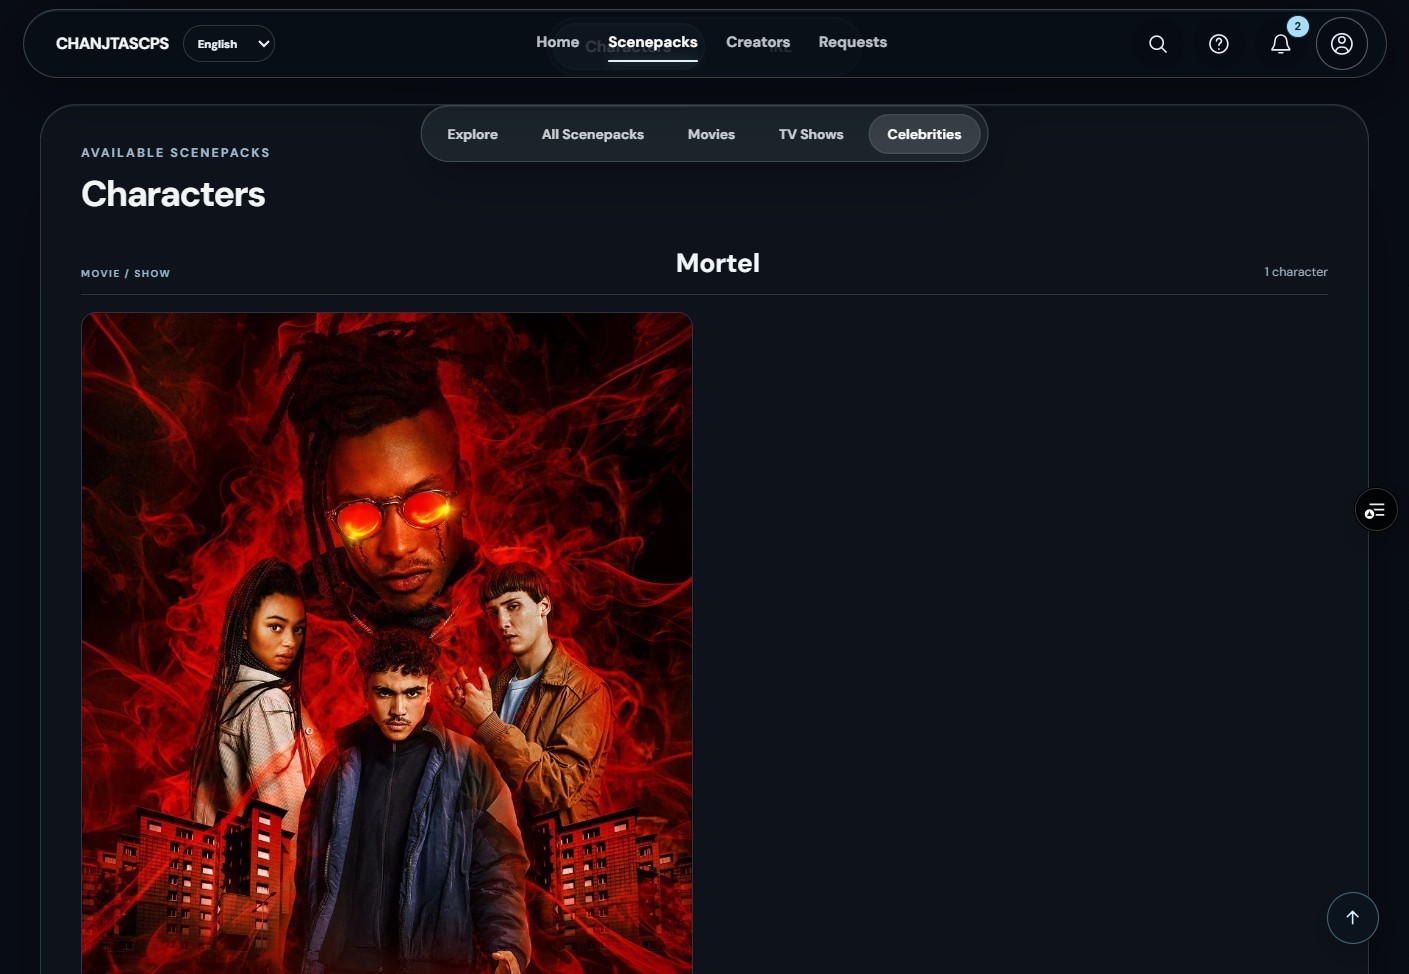 CHANJTASCPS
English
Home
Scenepacks
Creators
Requests
2
Explore
All Scenepacks
Movies
TV Shows
Celebrities
AVAILABLE SCENEPACKS
Characters
MOVIE / SHOW
Mortel
1 character